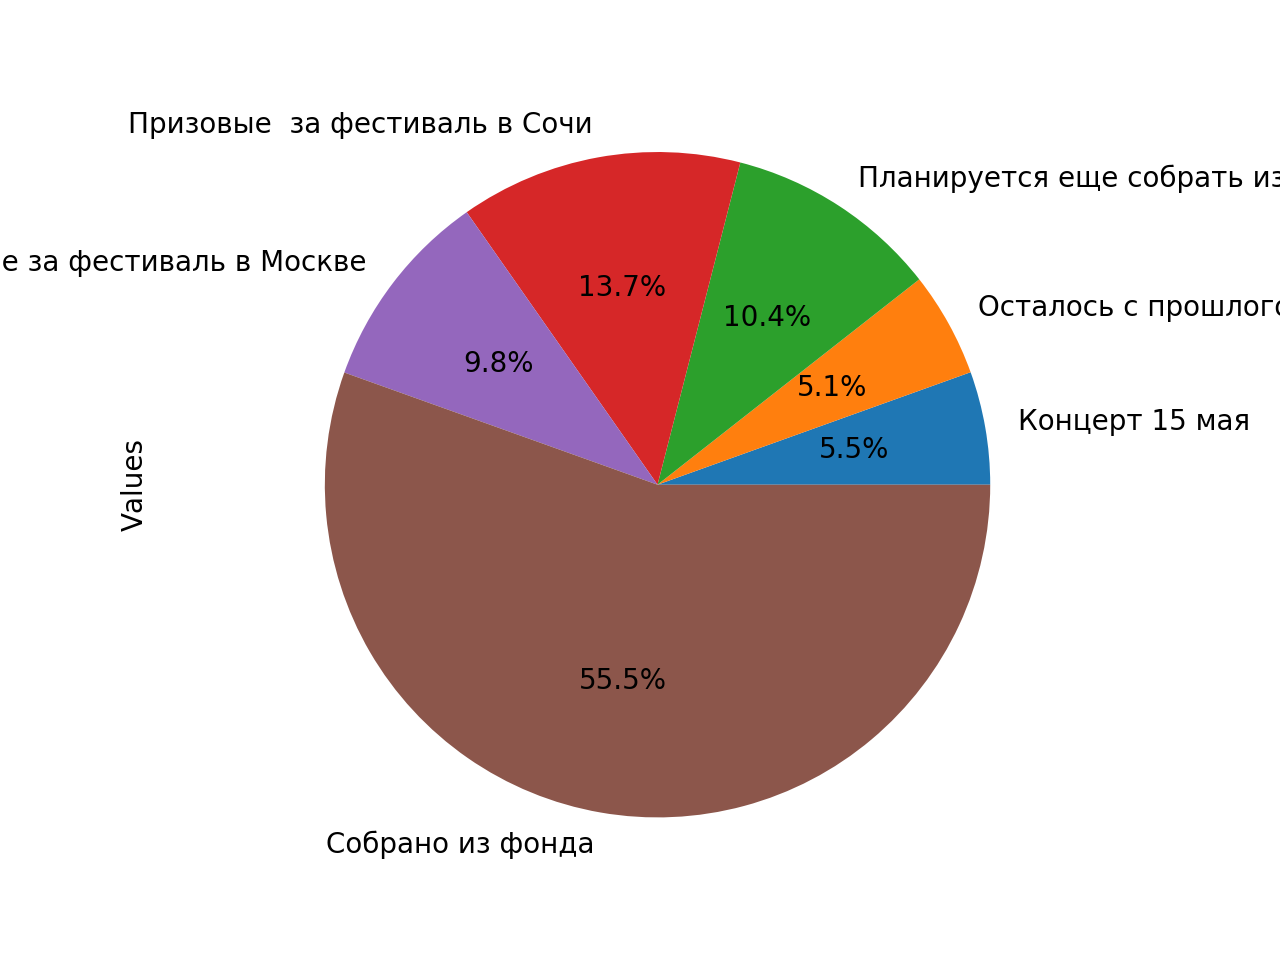 Призовые  за фестиваль в Сочи
Планируется еще собрать из
е за фестиваль в Москве
13.7%
10.4%
Осталось с прошлого
9.8%
5.1%
Концерт 15 мая
5.5%
Values
55.5%
Собрано из фонда